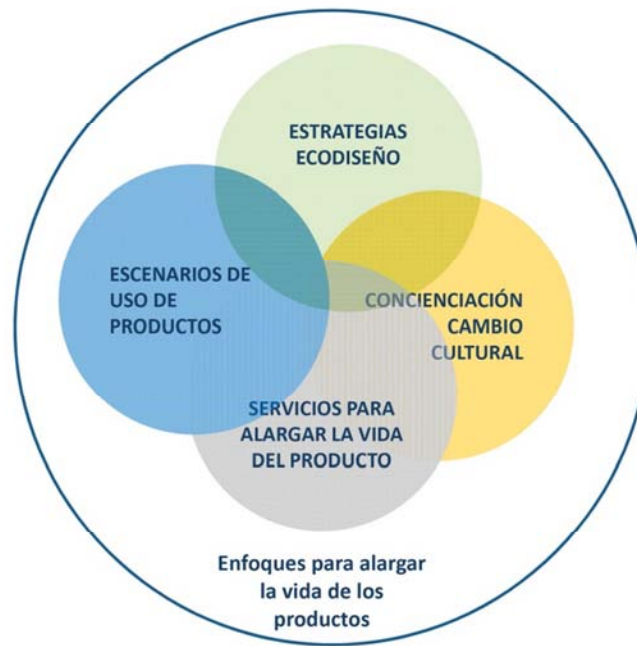 ESTRATEGIAS
ECODISEÑO
ESCENARIOS DE
USO DE
PRODUCTOS
CONCIENCIACIÓN
CAMBIO
CULTURAL
SERVICIOS PARA
ALARGAR LA VIDA
DEL PRODUCTO
Enfoques para alargar
la vida de los
productos